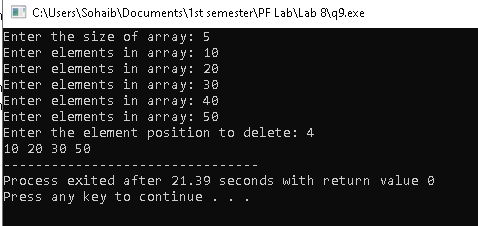 C:\Users\Sohaib\Documents\1st semester\PF Lab\Lab 8\q9.exe
Enter the size of array: 5
Enter elements in array: 10
Enter elements in array: 20
Enter elements in array: 30
Enter elements in array: 40
Enter elements in array: 50
Enter the element position to delete: 4
10 20 30 50
--------------------------------
Process exited after 21.39 seconds with return value 0
Press any key to continue . . .